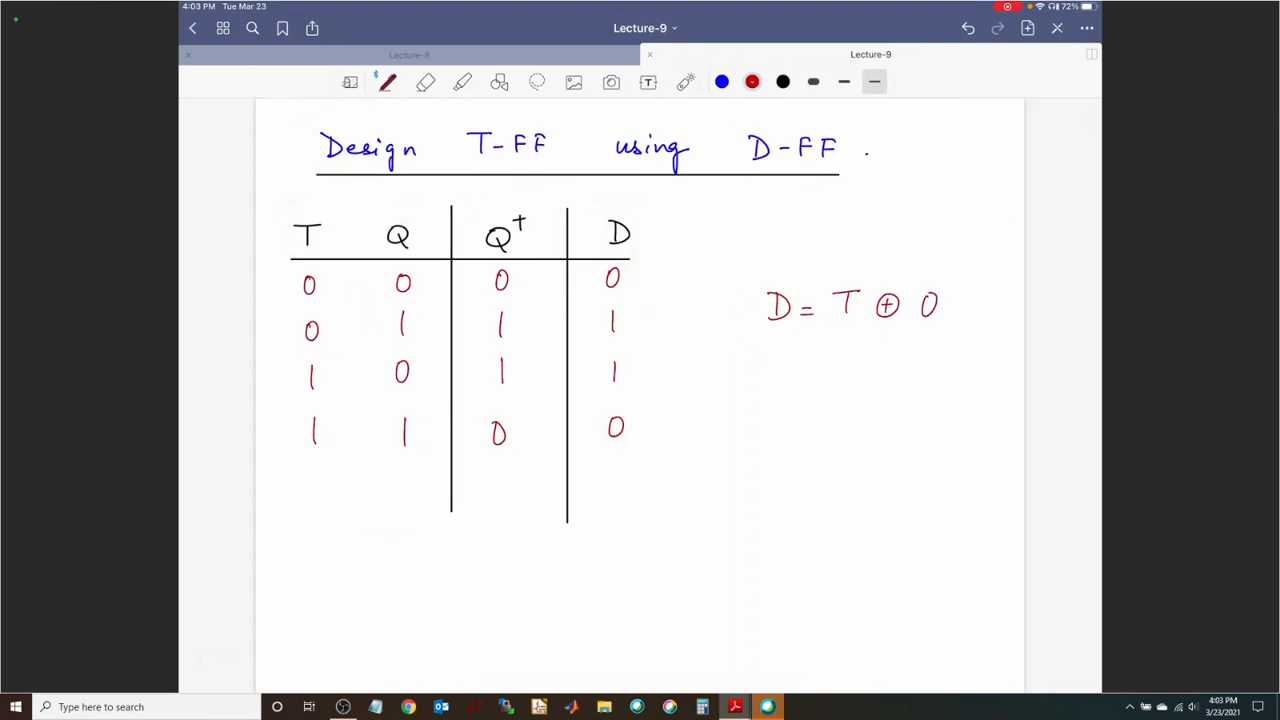 4:03 PM Tue Mar 23
72%
Lecture-9
Lecture-8
Lecture-9
Design T-FF using D-FF.
T Q Q⁺ D
0 0 0 0
0 1 1 1
D = T ⊕ 0
1 0 1 1
1 1 0 0
Type here to search
4:03 PM
3/23/2021